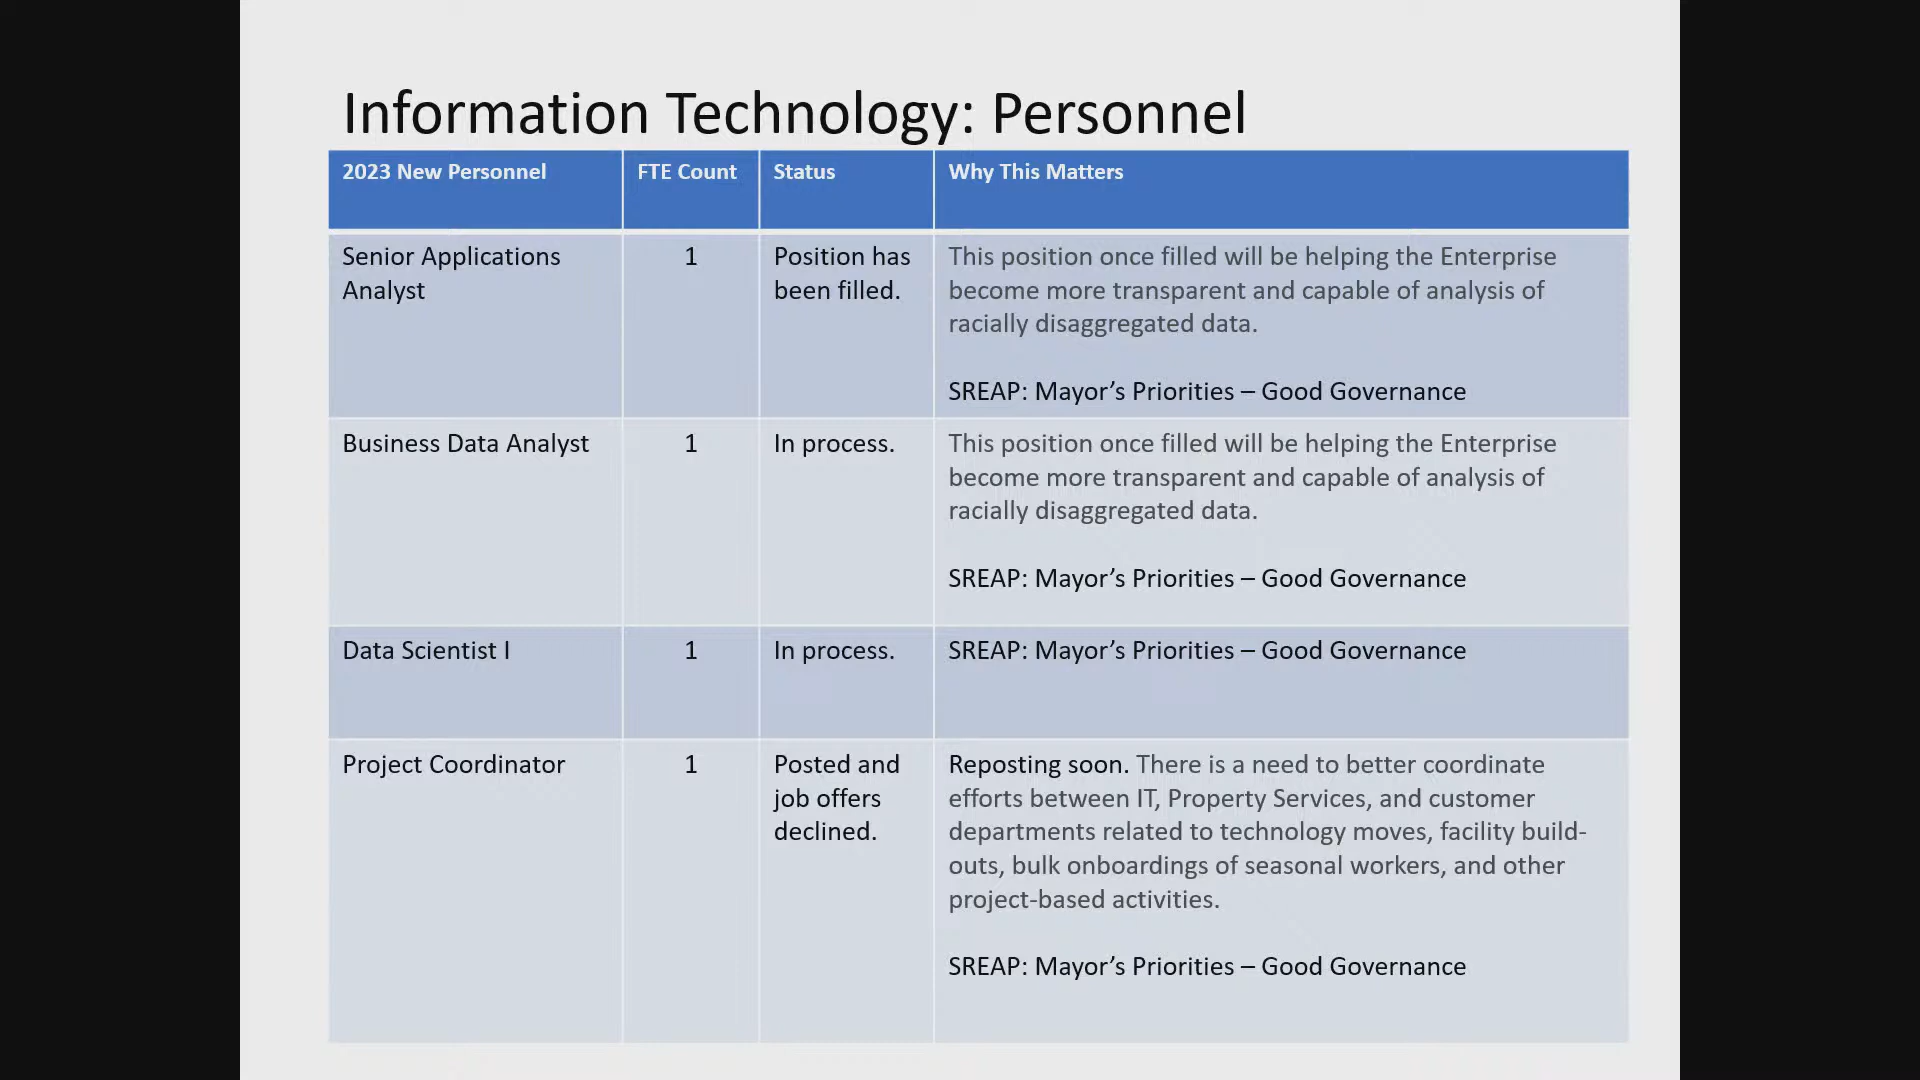 Information Technology: Personnel
2023 New Personnel
FTE Count
Status
Why This Matters
Senior Applications
Analyst
1
Position has
been filled.
This position once filled will be helping the Enterprise
become more transparent and capable of analysis of
racially disaggregated data.
SREAP: Mayor’s Priorities – Good Governance
Business Data Analyst
1
In process.
This position once filled will be helping the Enterprise
become more transparent and capable of analysis of
racially disaggregated data.
SREAP: Mayor’s Priorities – Good Governance
Data Scientist I
1
In process.
SREAP: Mayor’s Priorities – Good Governance
Project Coordinator
1
Posted and
job offers
declined.
Reposting soon. There is a need to better coordinate
efforts between IT, Property Services, and customer
departments related to technology moves, facility build-
outs, bulk onboardings of seasonal workers, and other
project-based activities.
SREAP: Mayor’s Priorities – Good Governance